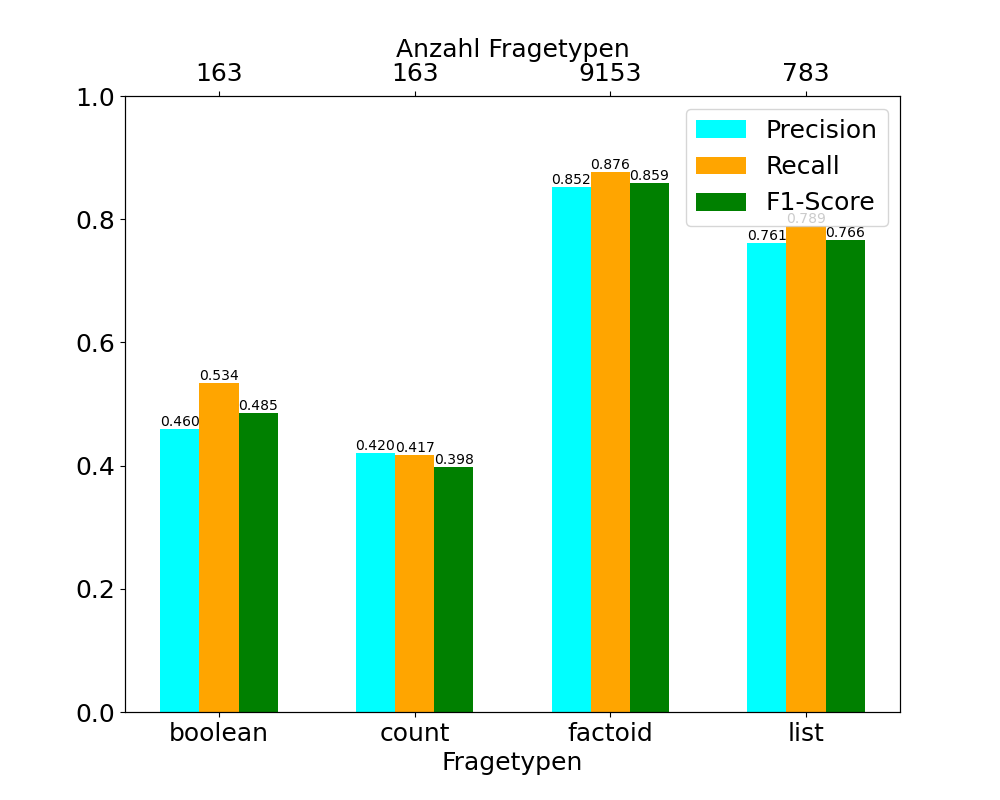 Anzahl Fragetypen
163 163 9153 783
1.0
0.8
0.6
0.4
0.2
0.0
Precision
Recall
F1-Score
0.460 0.534 0.485
0.420 0.417 0.398
0.852 0.876 0.859
0.761 0.789 0.766
boolean count factoid list
Fragetypen